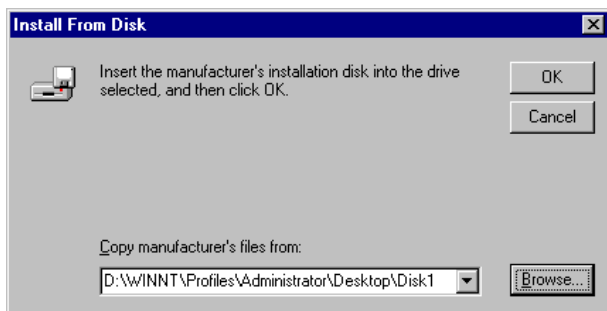 Install From Disk
Insert the manufacturer's installation disk into the drive
selected, and then click OK.
OK
Cancel
Copy manufacturer's files from:
D:\WINNT\Profiles\Administrator\Desktop\Disk1
Browse...